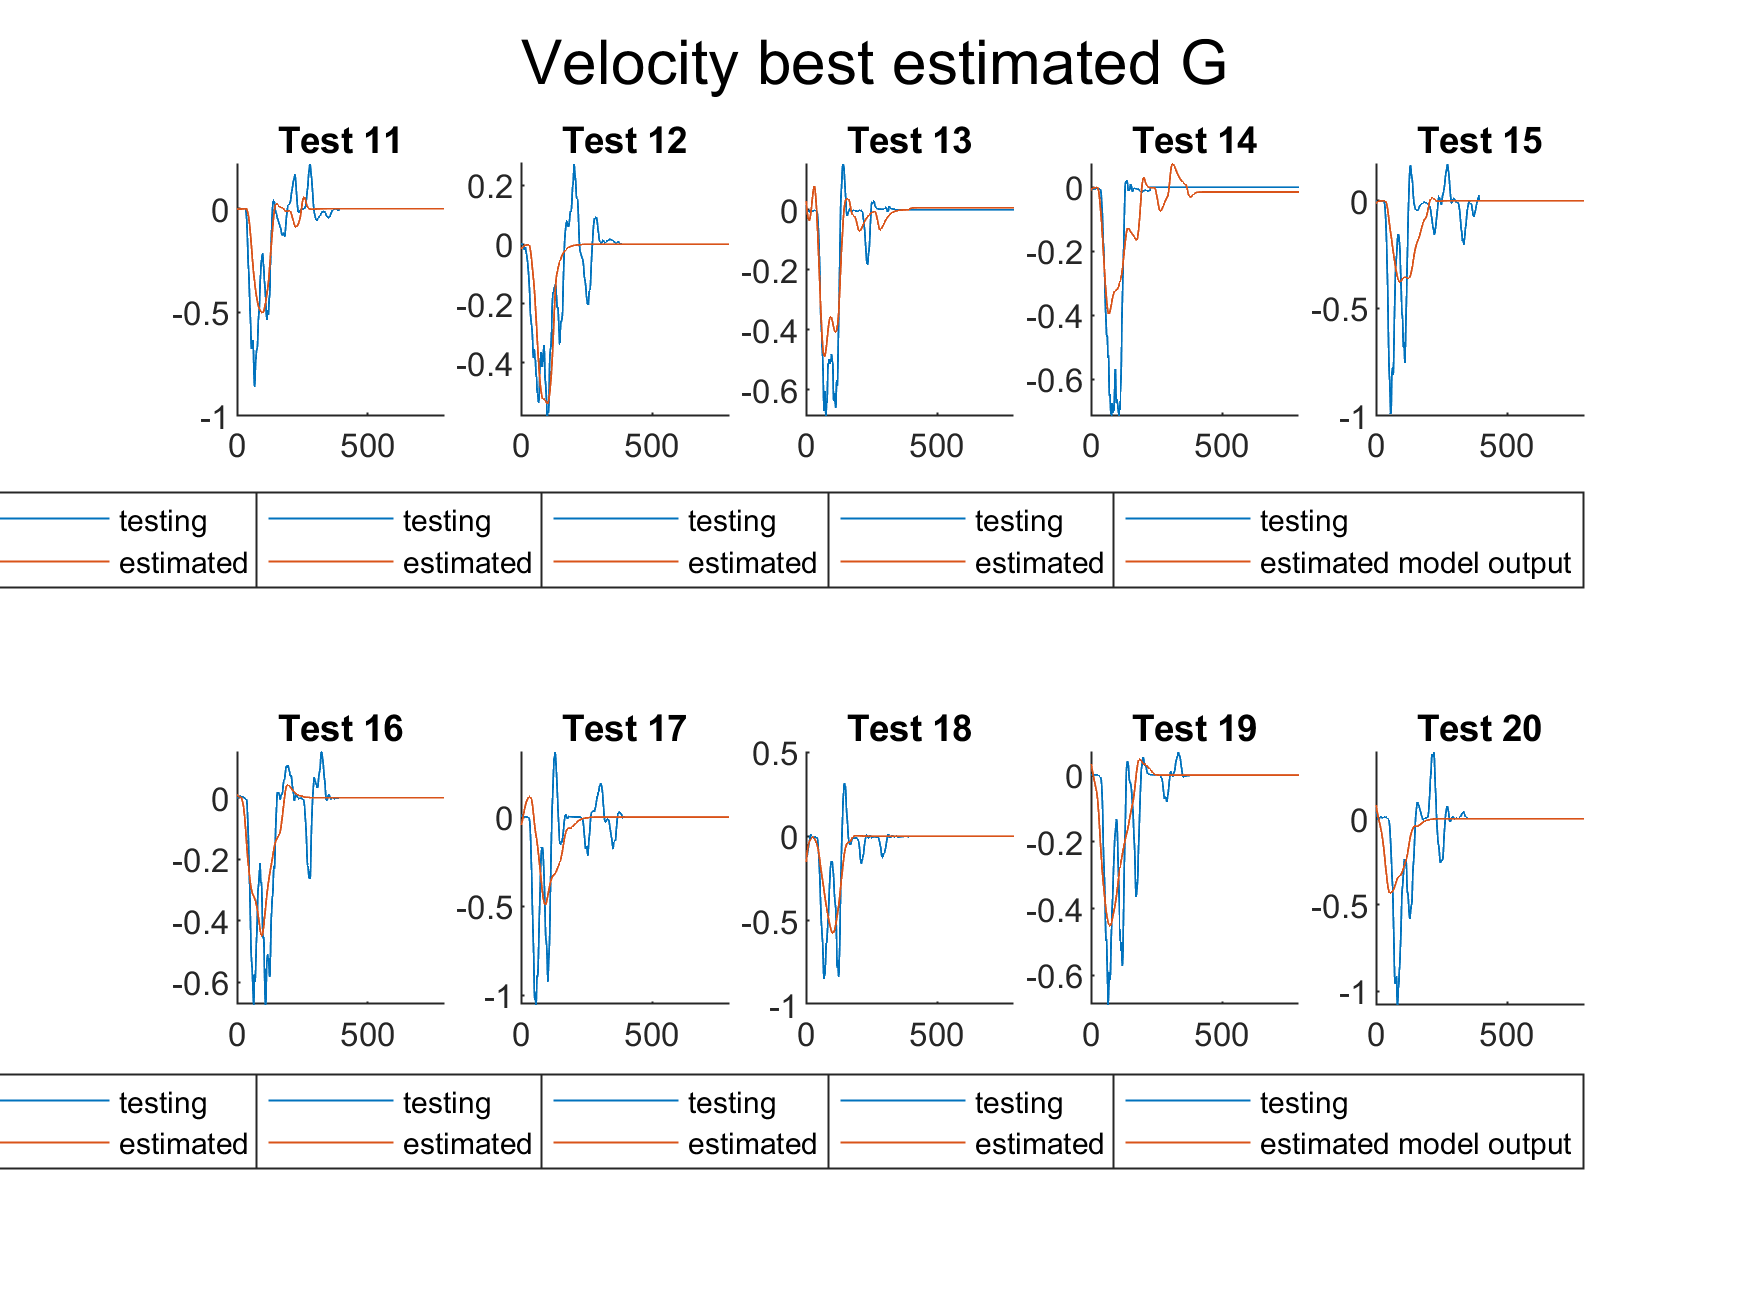 Velocity best estimated G
Test 11 Test 12 Test 13 Test 14 Test 15
0 -0.5 -1 0 500
0.2 0 -0.2 -0.4 0 500
0 -0.2 -0.4 -0.6 0 500
0 -0.2 -0.4 -0.6 0 500
0 -0.5 -1 0 500
testing testing testing testing testing
estimated estimated estimated estimated estimated model output
Test 16 Test 17 Test 18 Test 19 Test 20
0 -0.2 -0.4 -0.6 0 500
0 -0.5 -1 0 500
0.5 0 -0.5 -1 0 500
0 -0.2 -0.4 -0.6 0 500
0 -0.5 -1 0 500
testing testing testing testing testing
estimated estimated estimated estimated estimated model output